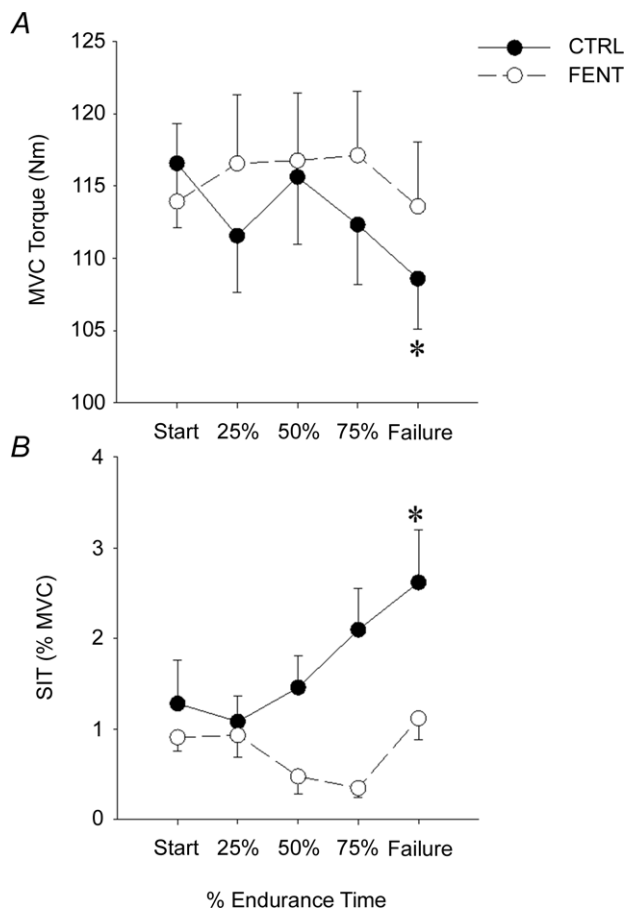 A
CTRL
FENT
MVC Torque (Nm)
125
120
115
110
105
100
*
Start 25% 50% 75% Failure
B
SIT (% MVC)
4
3
2
1
0
*
Start 25% 50% 75% Failure
% Endurance Time